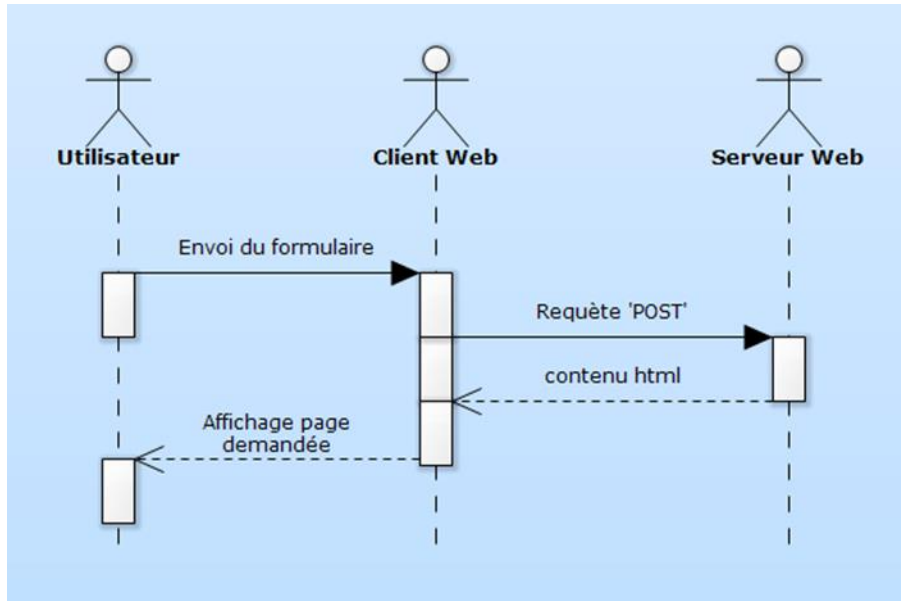 Utilisateur
Client Web
Serveur Web
Envoi du formulaire
Requète 'POST'
contenu html
Affichage page
demandée